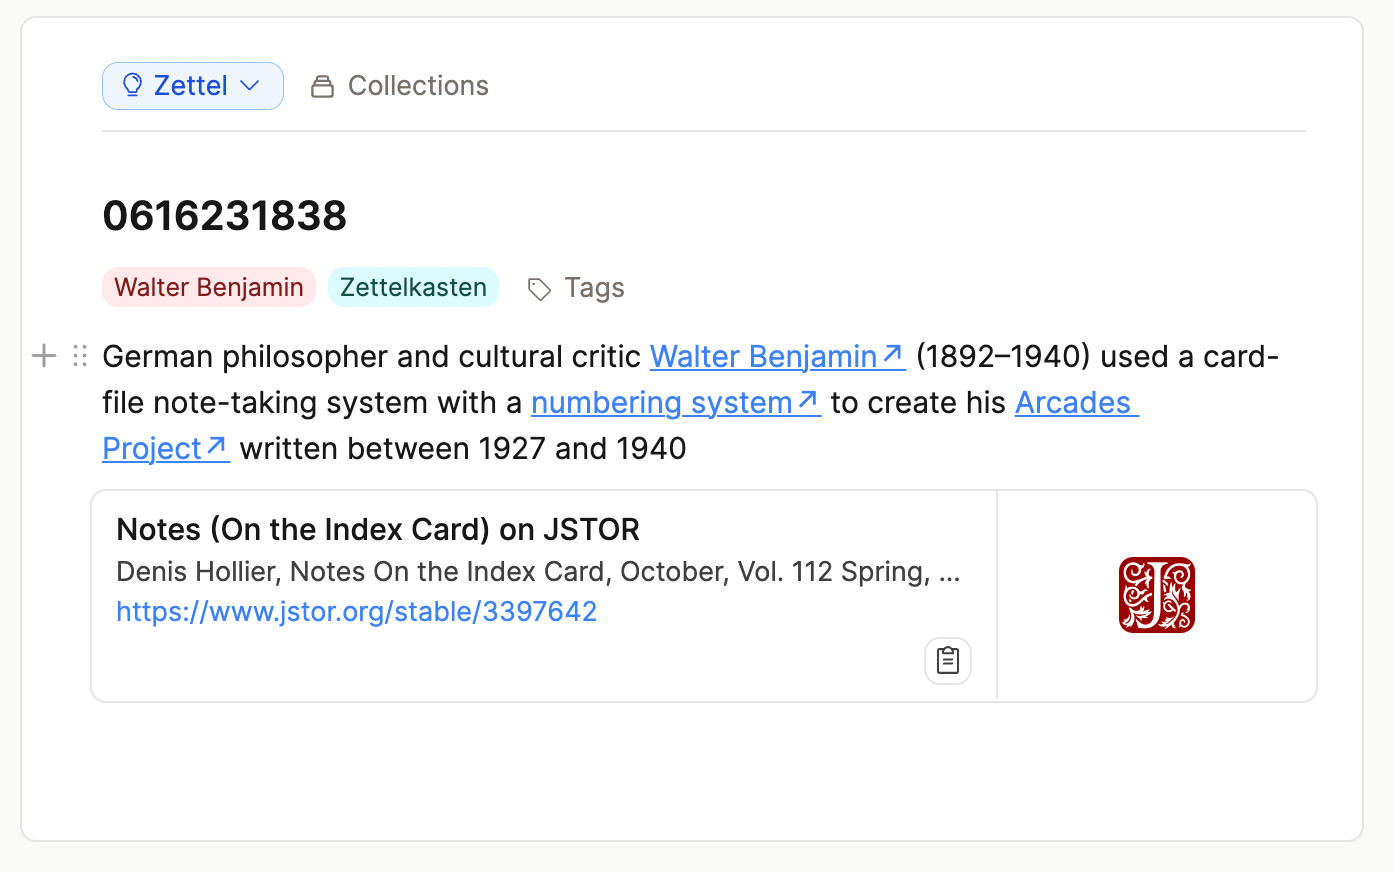 Zettel
Collections
0616231838
Walter Benjamin
Zettelkasten
Tags
German philosopher and cultural critic Walter Benjamin↗ (1892–1940) used a card-
file note-taking system with a numbering system↗ to create his Arcades
Project↗ written between 1927 and 1940
Notes (On the Index Card) on JSTOR
Denis Hollier, Notes On the Index Card, October, Vol. 112 Spring, ...
https://www.jstor.org/stable/3397642
J